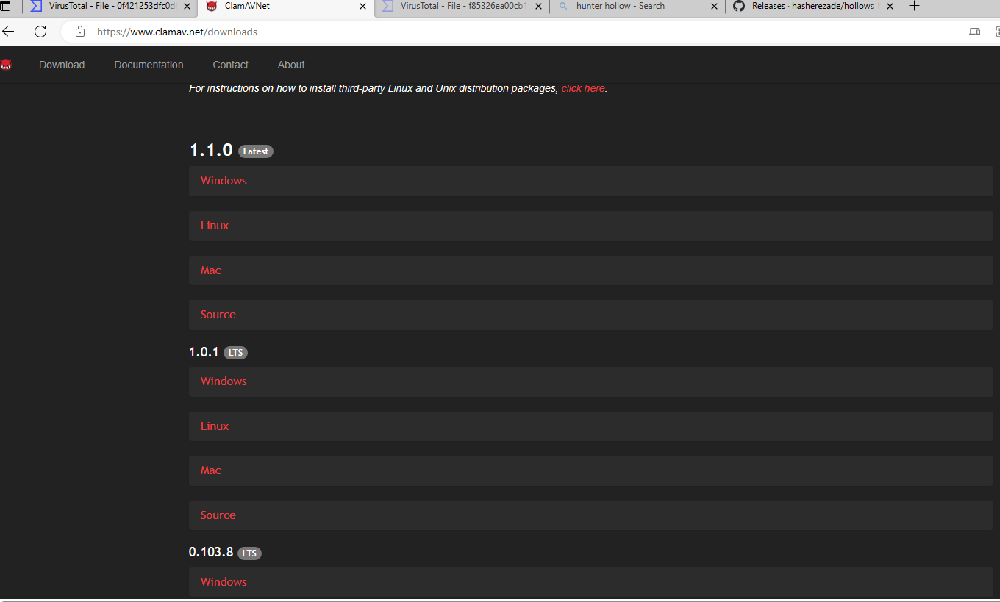 VirusTotal - File - 0f421253dfc0d
ClamAVNet
VirusTotal - File - f85326ea00cb1
hunter hollow - Search
Releases · hasherezade/hollows_
https://www.clamav.net/downloads
Download
Documentation
Contact
About
For instructions on how to install third-party Linux and Unix distribution packages, click here.
1.1.0 Latest
Windows
Linux
Mac
Source
1.0.1 LTS
Windows
Linux
Mac
Source
0.103.8 LTS
Windows